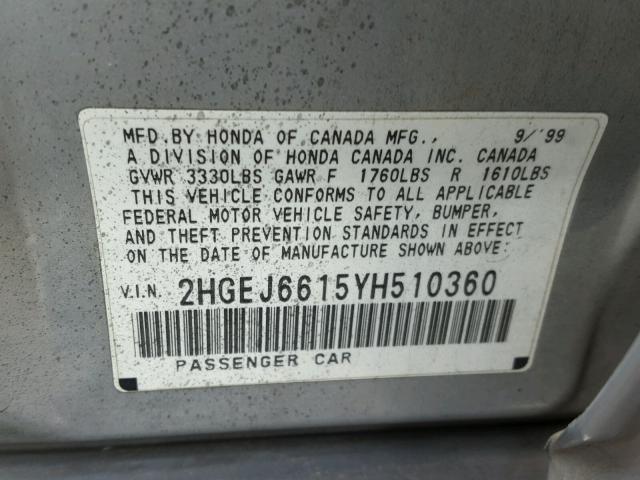 MFD.BY HONDA OF CANADA MFG., 9/'99
A DIVISION OF HONDA CANADA INC. CANADA
GVWR 3330LBS GAWR F 1760LBS R 1610LBS
THIS VEHICLE CONFORMS TO ALL APPLICABLE
FEDERAL MOTOR VEHICLE SAFETY, BUMPER,
AND THEFT PREVENTION STANDARDS IN EFFECT
ON THE DATE OF MANUFACTURE SHOWN ABOVE:
V.I.N. 2HGEJ6615YH510360
PASSENGER CAR